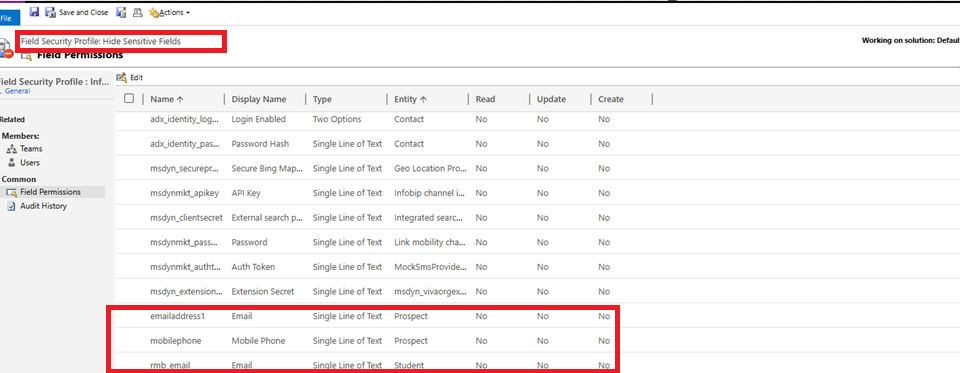 File
Save and Close
Actions
Field Security Profile: Hide Sensitive Fields
Field Permissions
Working on solution: Defaul
Field Security Profile : Inf...
General
Related
Members:
Teams
Users
Common
Field Permissions
Audit History
Edit
Name ↑ Display Name Type Entity ↑ Read Update Create
adx_identity_log... Login Enabled Two Options Contact No No No
adx_identity_pas... Password Hash Single Line of Text Contact No No No
msdyn_securepr... Secure Bing Map... Single Line of Text Geo Location Pro... No No No
msdynmkt_apikey API Key Single Line of Text Infobip channel i... No No No
msdyn_clientsecret External search p... Single Line of Text Integrated searc... No No No
msdynmkt_pass... Password Single Line of Text Link mobility cha... No No No
msdynmkt_autht... Auth Token Single Line of Text MockSmsProvide... No No No
msdyn_extension... Extension Secret Single Line of Text msdyn_vivaorgex... No No No
emailaddress1 Email Single Line of Text Prospect No No No
mobilephone Mobile Phone Single Line of Text Prospect No No No
rmb_email Email Single Line of Text Student No No No